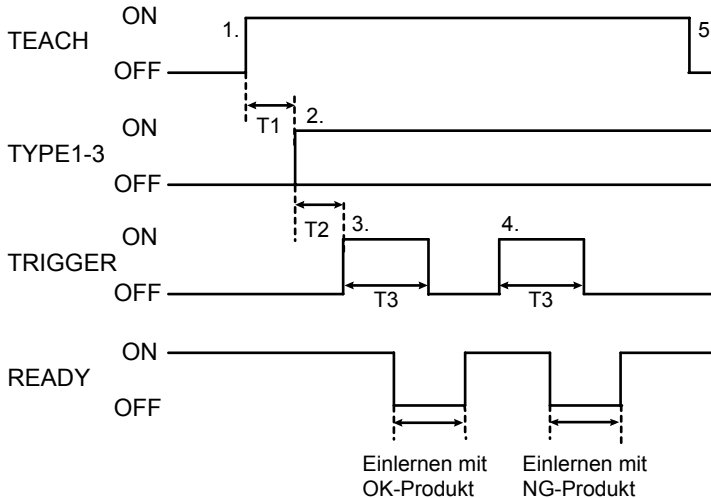 ON
TEACH
OFF
1.
5
T1
ON
TYPE1-3
OFF
2.
T2
ON
TRIGGER
OFF
3.
4.
T3
T3
ON
READY
OFF
Einlernen mit
OK-Produkt
Einlernen mit
NG-Produkt